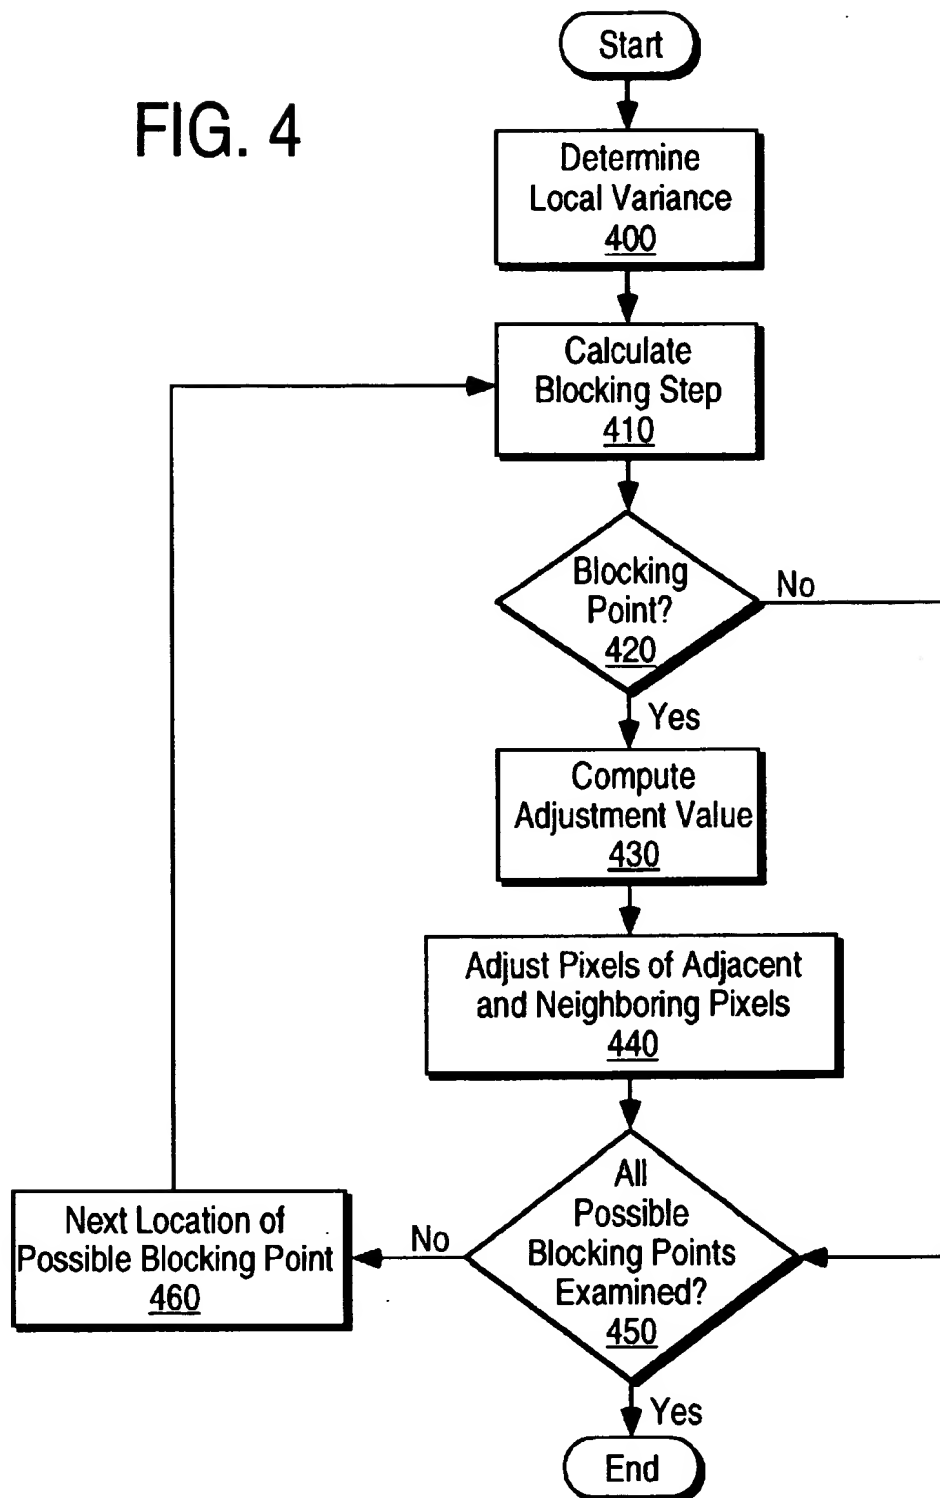 Start
FIG. 4
Determine
Local Variance
400
Calculate
Blocking Step
410
Blocking
Point?
420
No
Yes
Compute
Adjustment Value
430
Adjust Pixels of Adjacent
and Neighboring Pixels
440
All
Possible
Blocking Points
Examined?
450
No
Next Location of
Possible Blocking Point
460
Yes
End